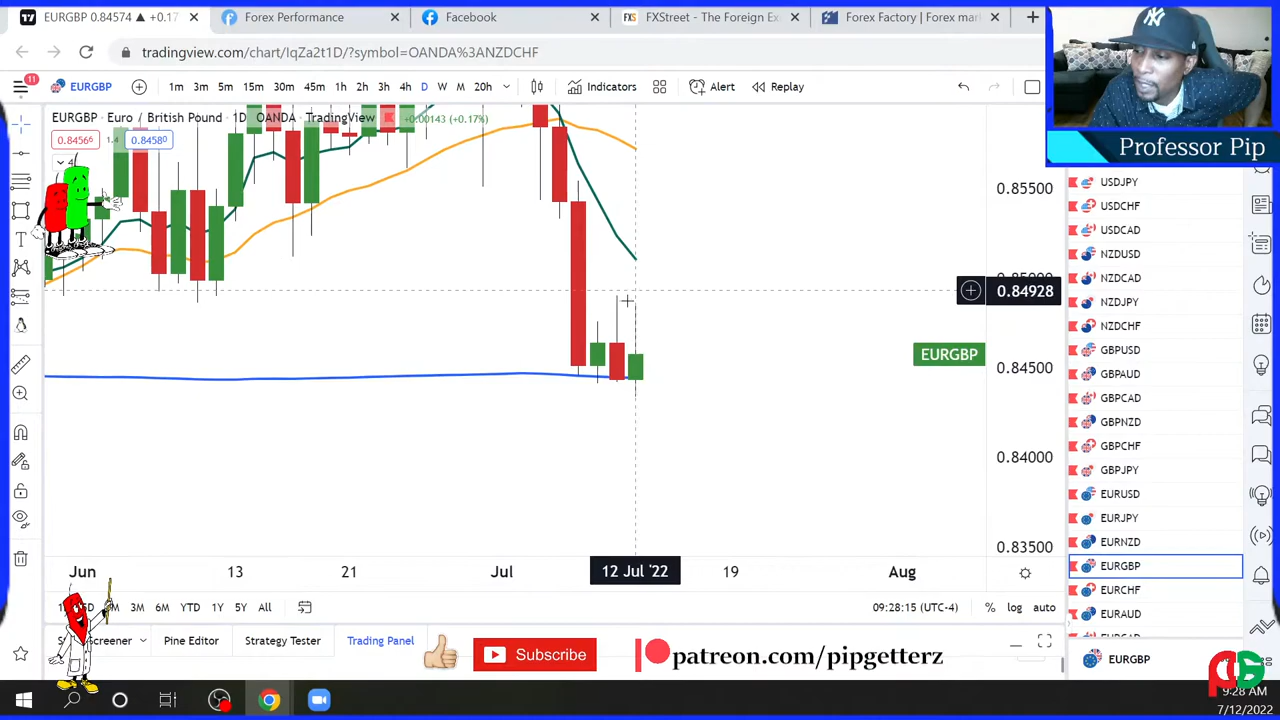 EURGBP 0.84574 ▲ +0.17
Forex Performance
Facebook
FXStreet - The Foreign Ex
Forex Factory | Forex mar
tradingview.com/chart/IqZa2t1D/?symbol=OANDA%3ANZDCHF
11
EURGBP
1m 3m 5m 15m 30m 45m 1h 2h 3h 4h D W M 20h
Indicators
Alert
Replay
EURGBP · Euro / British Pound · 1D OANDA · TradingView
+0.00143 (+0.17%)
0.84566
1.4
0.84580
4
Professor Pip
USDJPY
USDCHF
USDCAD
NZDUSD
NZDCAD
NZDJPY
NZDCHF
GBPUSD
GBPAUD
GBPCAD
GBPNZD
GBPCHF
GBPJPY
EURUSD
EURJPY
EURNZD
EURGBP
EURCHF
EURAUD
0.85500
0.84928
EURGBP
0.84500
0.84000
0.83500
Jun 13 21 Jul 12 Jul '22 19 Aug
3M 6M YTD 1Y 5Y All
09:28:15 (UTC-4)
% log auto
Pine Editor
Strategy Tester
Trading Panel
EURGBP
Subscribe
patreon.com/pipgetterz
9:28 AM
7/12/2022